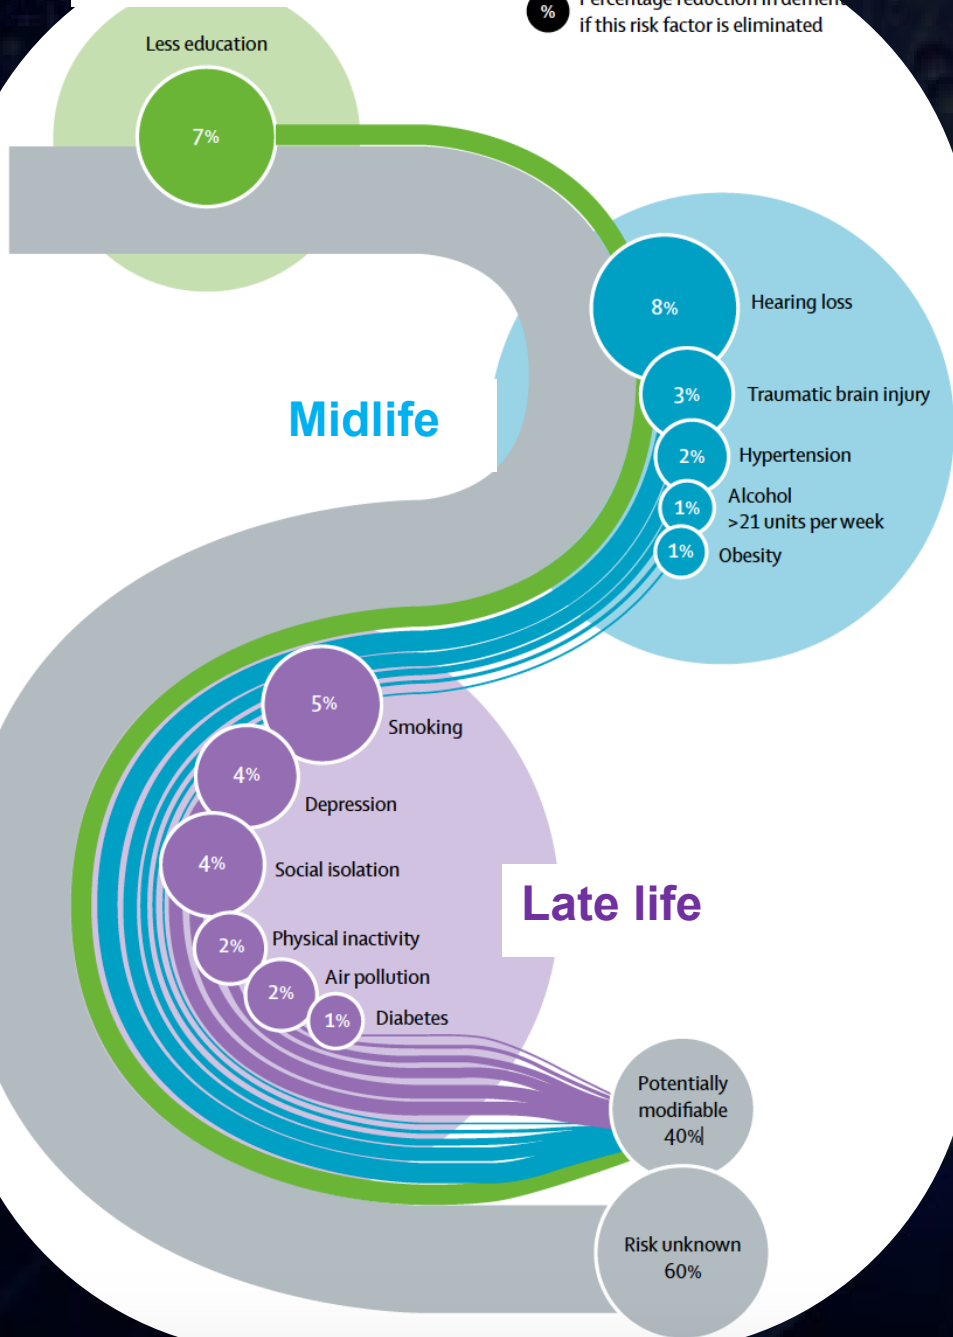 %
if this risk factor is eliminated
Less education
7%
8%
Hearing loss
3%
Traumatic brain injury
Midlife
2%
Hypertension
1%
Alcohol
>21 units per week
1%
Obesity
5%
Smoking
4%
Depression
4%
Social isolation
Late life
2%
Physical inactivity
2%
Air pollution
1%
Diabetes
Potentially
modifiable
40%
Risk unknown
60%